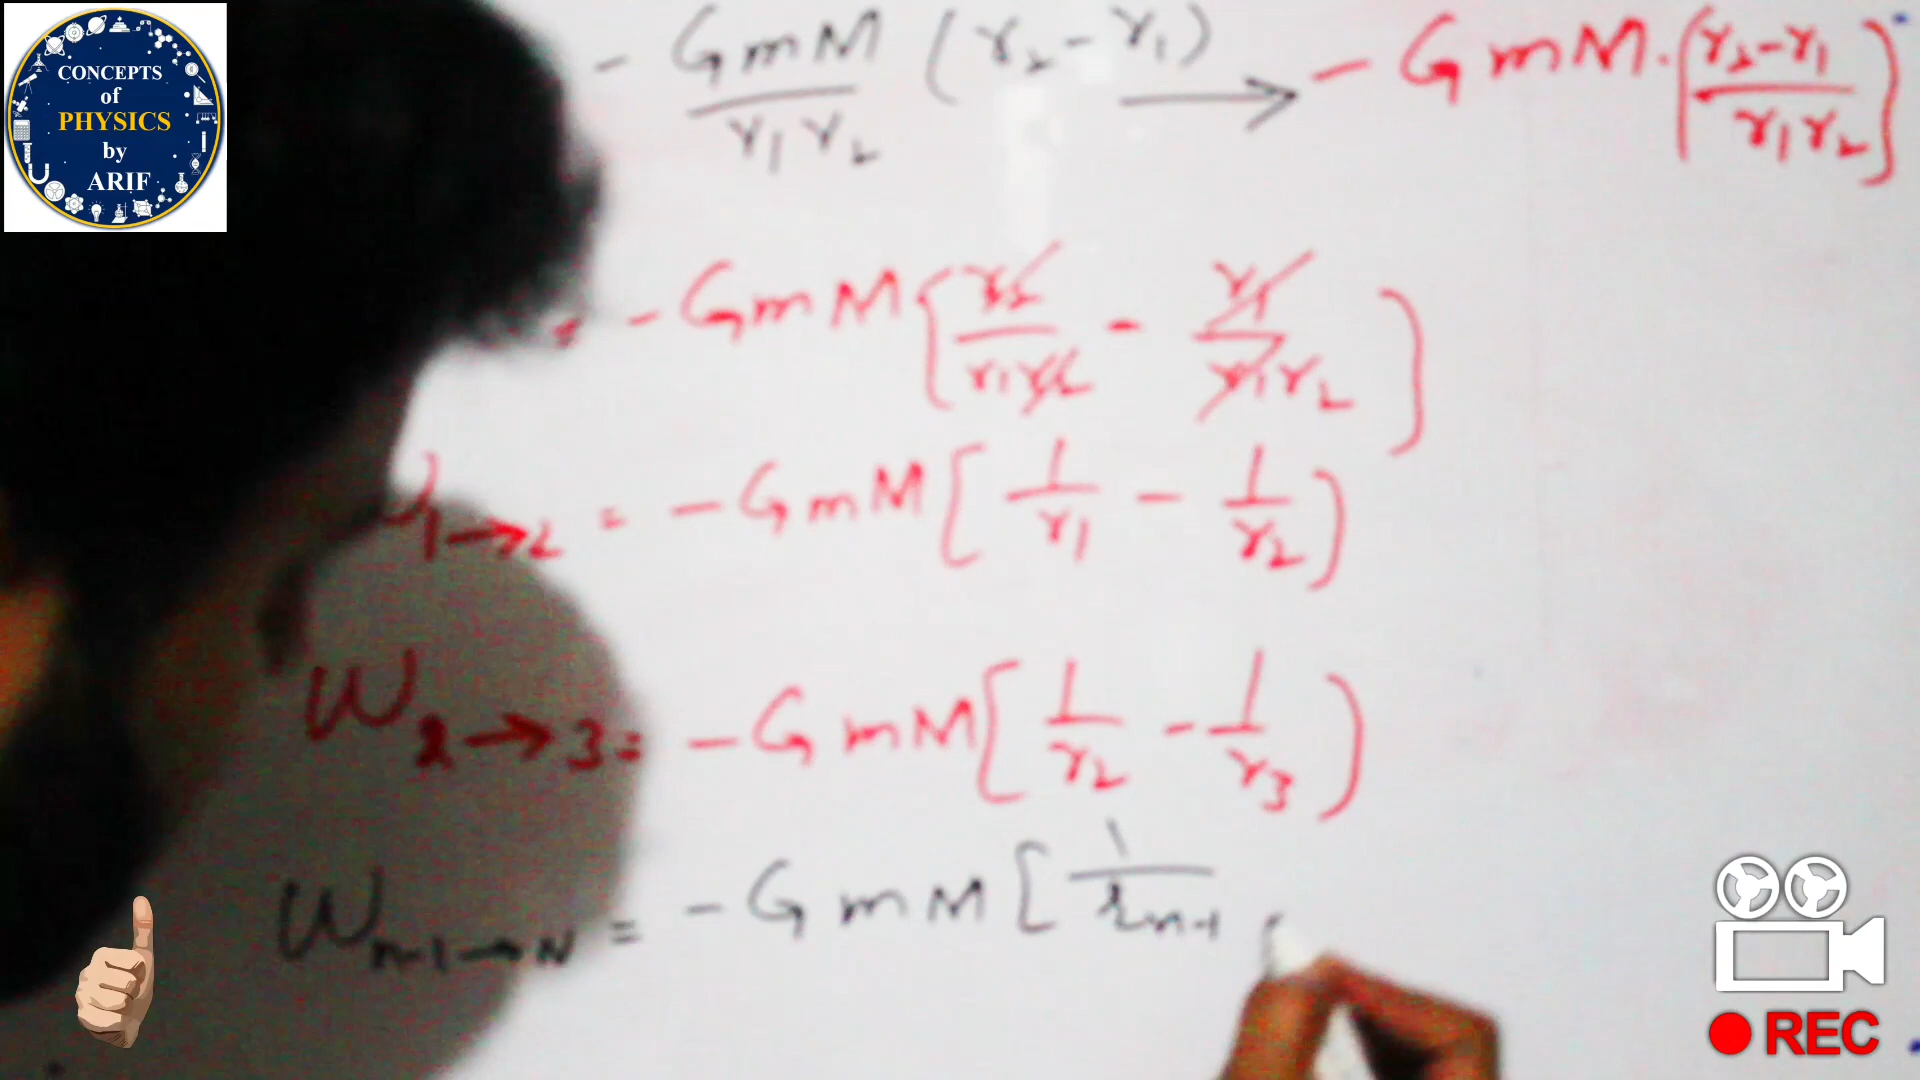 CONCEPTS
of
PHYSICS
by
ARIF
- GmM/r₁r₂ (r₂ - r₁) → - GmM · [r₂-r₁/r₁r₂]
= - GmM [r₂/r₁r₂ - r₁/r₁r₂]
1→2 = - GmM [1/r₁ - 1/r₂]
W2→3 = - GmM [1/r₂ - 1/r₃]
Wn-1→N = - GmM [1/rn-1
REC